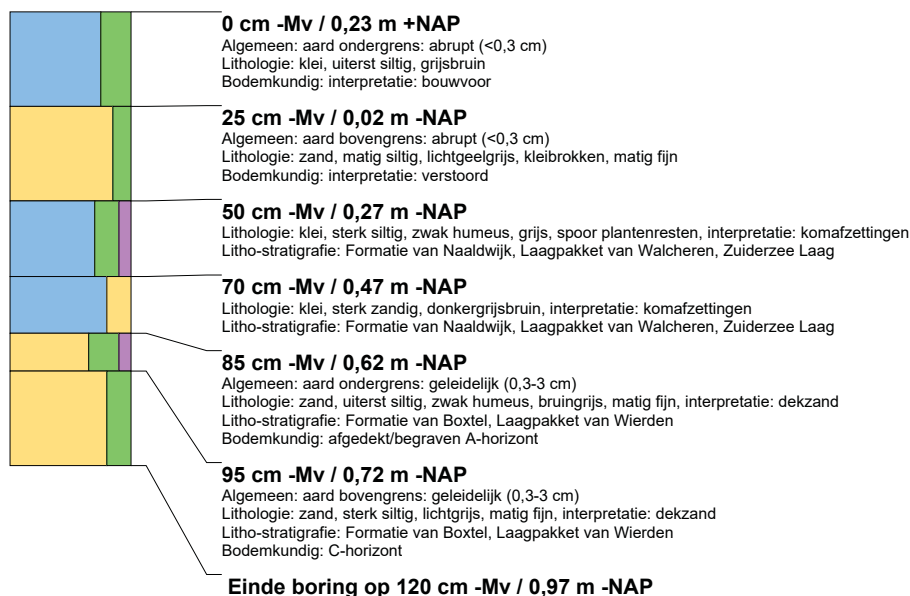 0 cm -Mv / 0,23 m +NAP
Algemeen: aard ondergrens: abrupt (<0,3 cm)
Lithologie: klei, uiterst siltig, grijsbruin
Bodemkundig: interpretatie: bouwvoor
25 cm -Mv / 0,02 m -NAP
Algemeen: aard bovengrens: abrupt (<0,3 cm)
Lithologie: zand, matig siltig, lichtgeelgrijs, kleibrokken, matig fijn
Bodemkundig: interpretatie: verstoord
50 cm -Mv / 0,27 m -NAP
Lithologie: klei, sterk siltig, zwak humeus, grijs, spoor plantenresten, interpretatie: komafzettingen
Litho-stratigrafie: Formatie van Naaldwijk, Laagpakket van Walcheren, Zuiderzee Laag
70 cm -Mv / 0,47 m -NAP
Lithologie: klei, sterk zandig, donkergrijsbruin, interpretatie: komafzettingen
Litho-stratigrafie: Formatie van Naaldwijk, Laagpakket van Walcheren, Zuiderzee Laag
85 cm -Mv / 0,62 m -NAP
Algemeen: aard ondergrens: geleidelijk (0,3-3 cm)
Lithologie: zand, uiterst siltig, zwak humeus, bruingrijs, matig fijn, interpretatie: dekzand
Litho-stratigrafie: Formatie van Boxtel, Laagpakket van Wierden
Bodemkundig: afgedekt/begraven A-horizont
95 cm -Mv / 0,72 m -NAP
Algemeen: aard bovengrens: geleidelijk (0,3-3 cm)
Lithologie: zand, sterk siltig, lichtgrijs, matig fijn, interpretatie: dekzand
Litho-stratigrafie: Formatie van Boxtel, Laagpakket van Wierden
Bodemkundig: C-horizont
Einde boring op 120 cm -Mv / 0,97 m -NAP